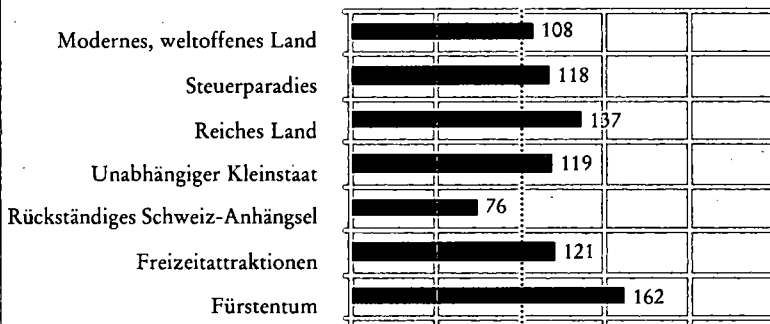 Modernes, weltoffenes Land 108
Steuerparadies 118
Reiches Land 137
Unabhängiger Kleinstaat 119
Rückständiges Schweiz-Anhängsel 76
Freizeitattraktionen 121
Fürstentum 162